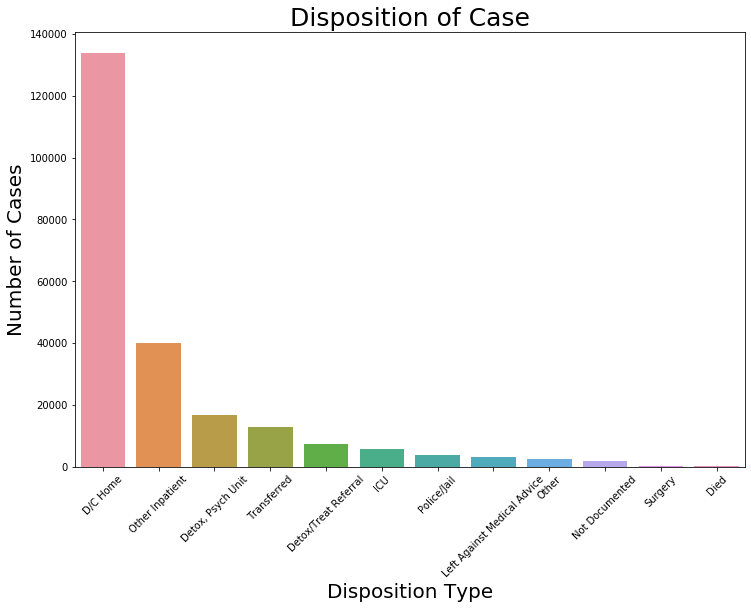 Disposition of Case
140000
120000
100000
80000
60000
40000
20000
0
Number of Cases
D/C Home
Other Inpatient
Detox, Psych Unit
Transferred
Detox/Treat Referral
ICU
Police/Jail
Left Against Medical Advice
Other
Not Documented
Surgery
Died
Disposition Type